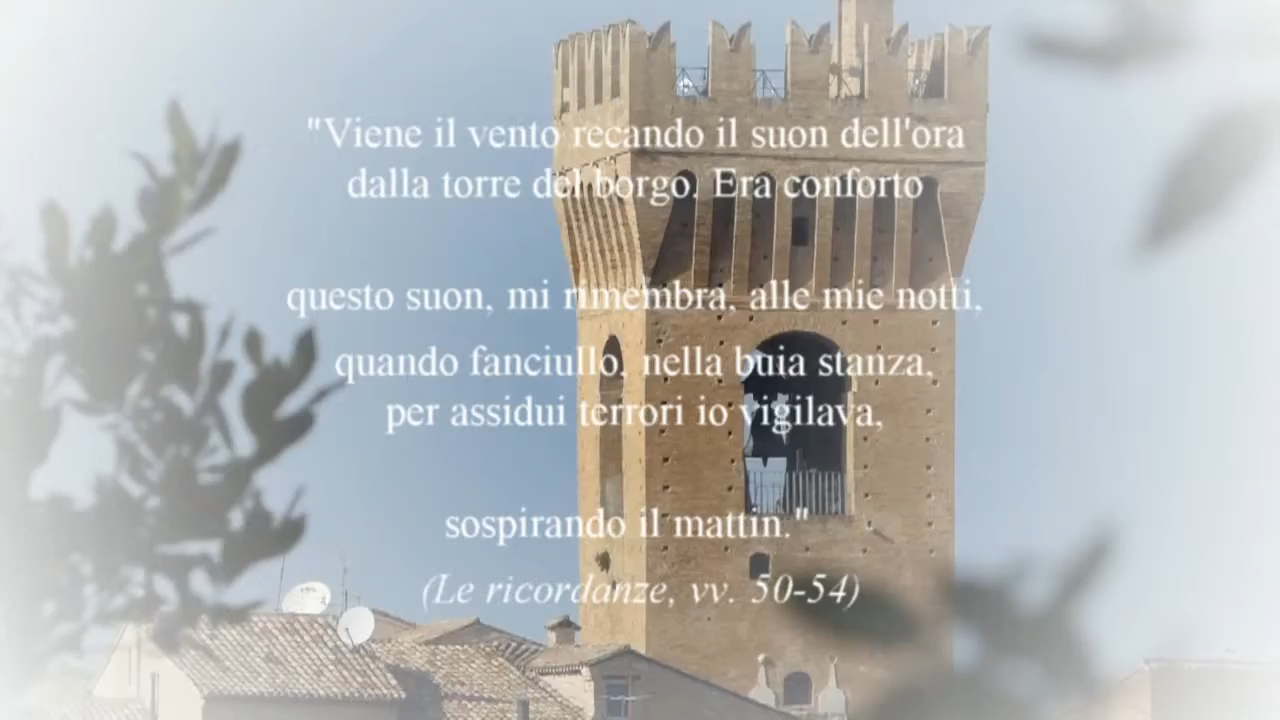 "Viene il vento recando il suon dell'ora
dalla torre del borgo. Era conforto
questo suon, mi rimembra, alle mie notti,
quando fanciullo, nella buia stanza,
per assidui terrori io vigilava,
sospirando il mattin."
(Le ricordanze, vv. 50-54)